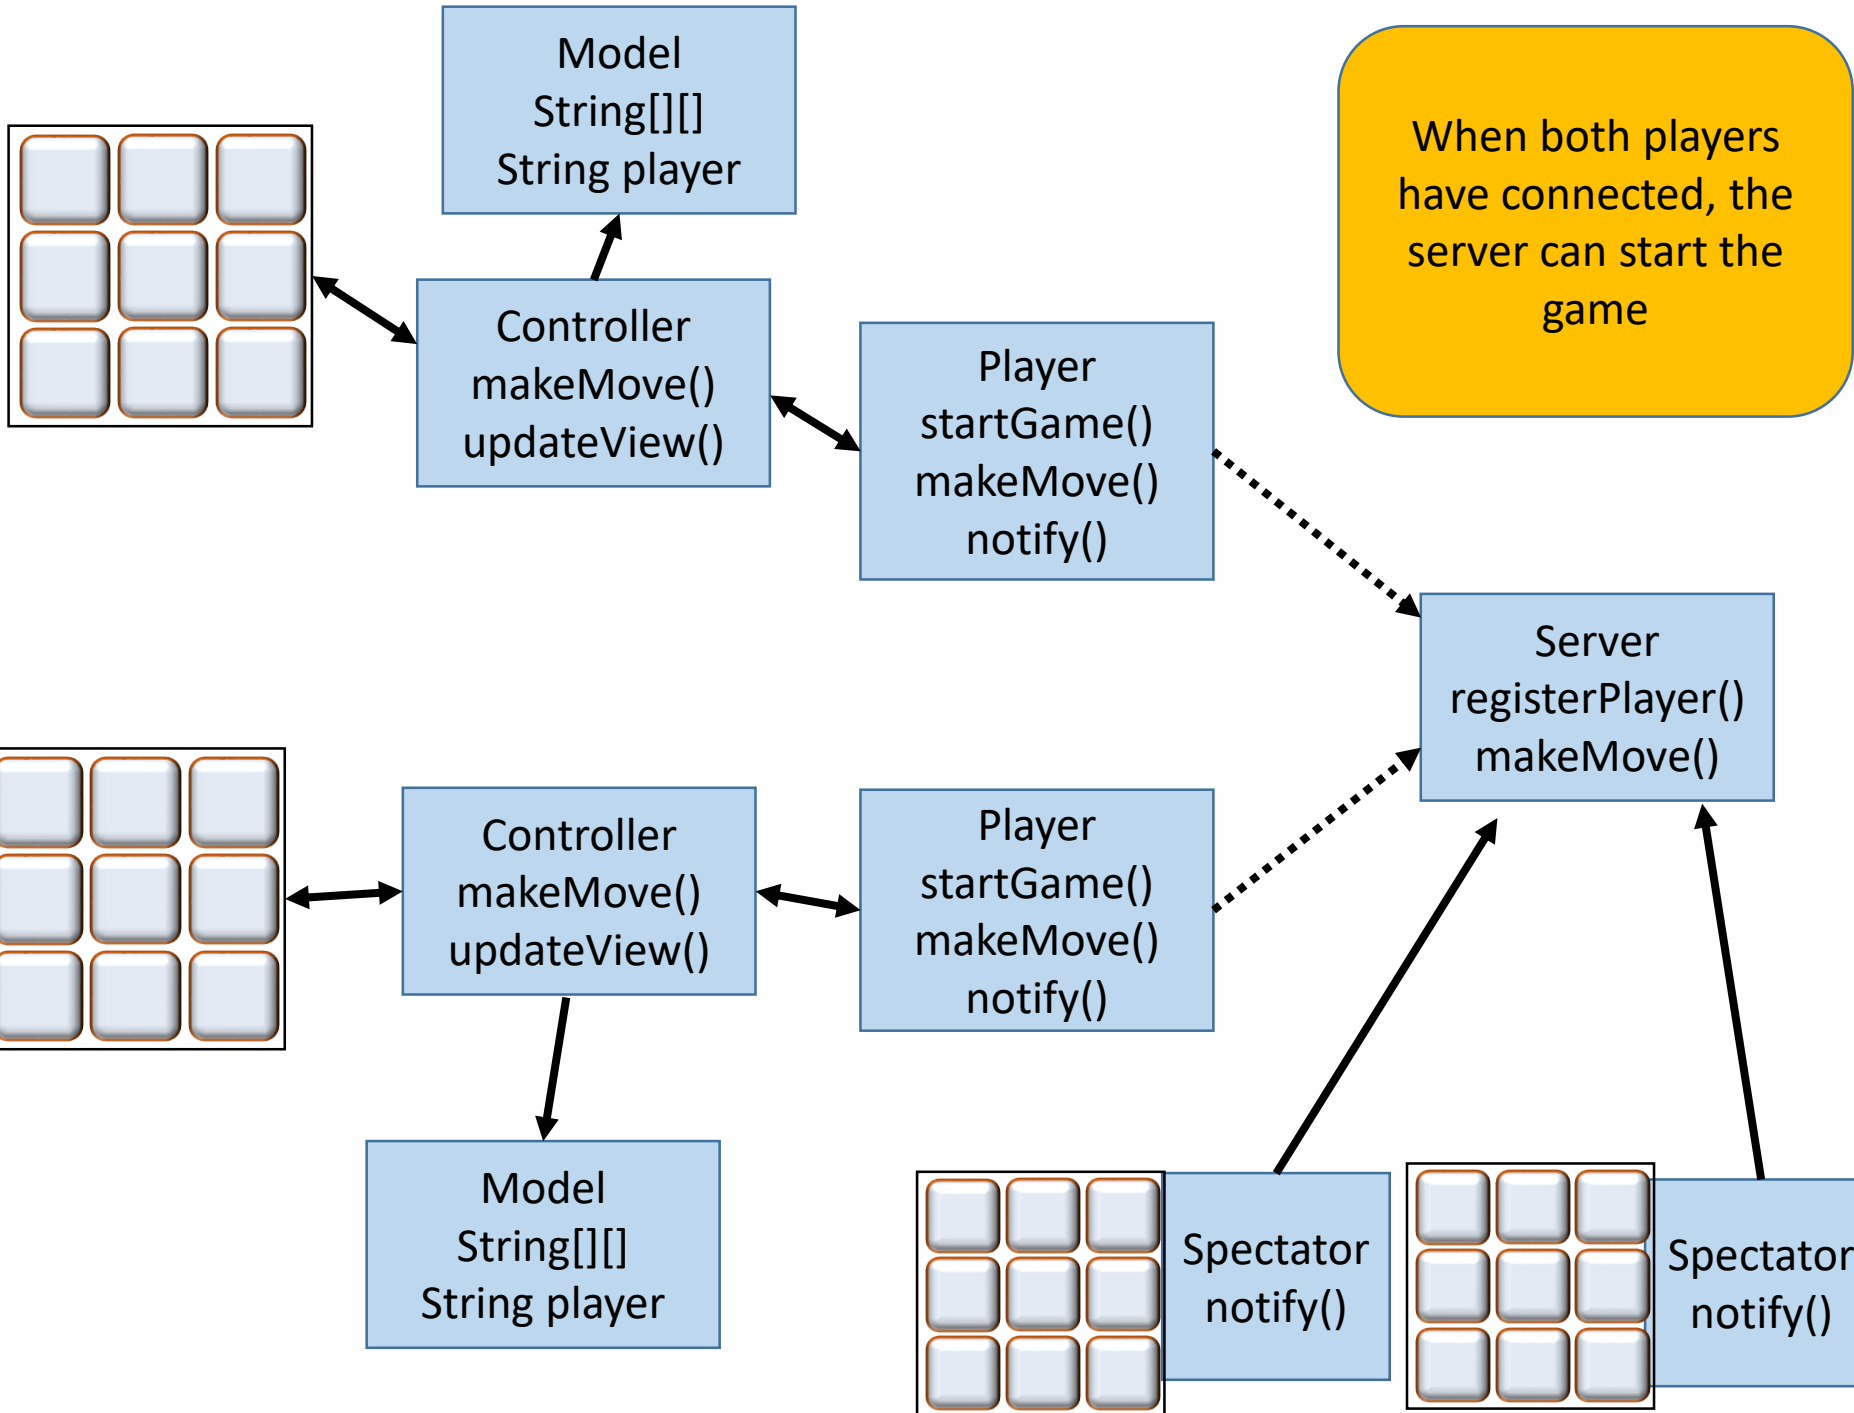 Model
String[][]
String player
When both players
have connected, the
server can start the
game
Controller
makeMove()
updateView()
Player
startGame()
makeMove()
notify()
Server
registerPlayer()
makeMove()
Controller
makeMove()
updateView()
Player
startGame()
makeMove()
notify()
Model
String[][]
String player
Spectator
notify()
Spectator
notify()